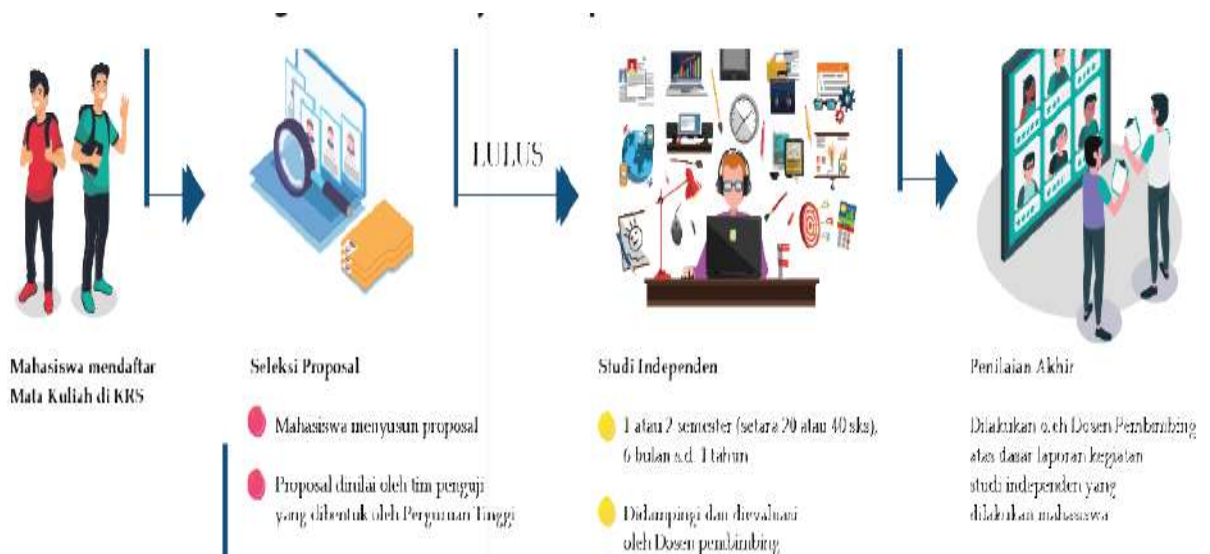 LULUS
Mahasiswa mendaftar
Mata Kuliah di KRS
Seleksi Proposal
Mahasiswa menyusun proposal
Proposal dinilai oleh tim penguji
yang dibentuk oleh Perguruan Tinggi
Studi Independen
1 atau 2 semester (setara 20 atau 40 sks),
6 bulan s.d. 1 tahun
Didampingi dan dievaluasi
oleh Dosen pembimbing
Penilaian Akhir
Dilakukan oleh Dosen Pembimbing
atas dasar laporan kegiatan
studi independen yang
dilakukan mahasiswa